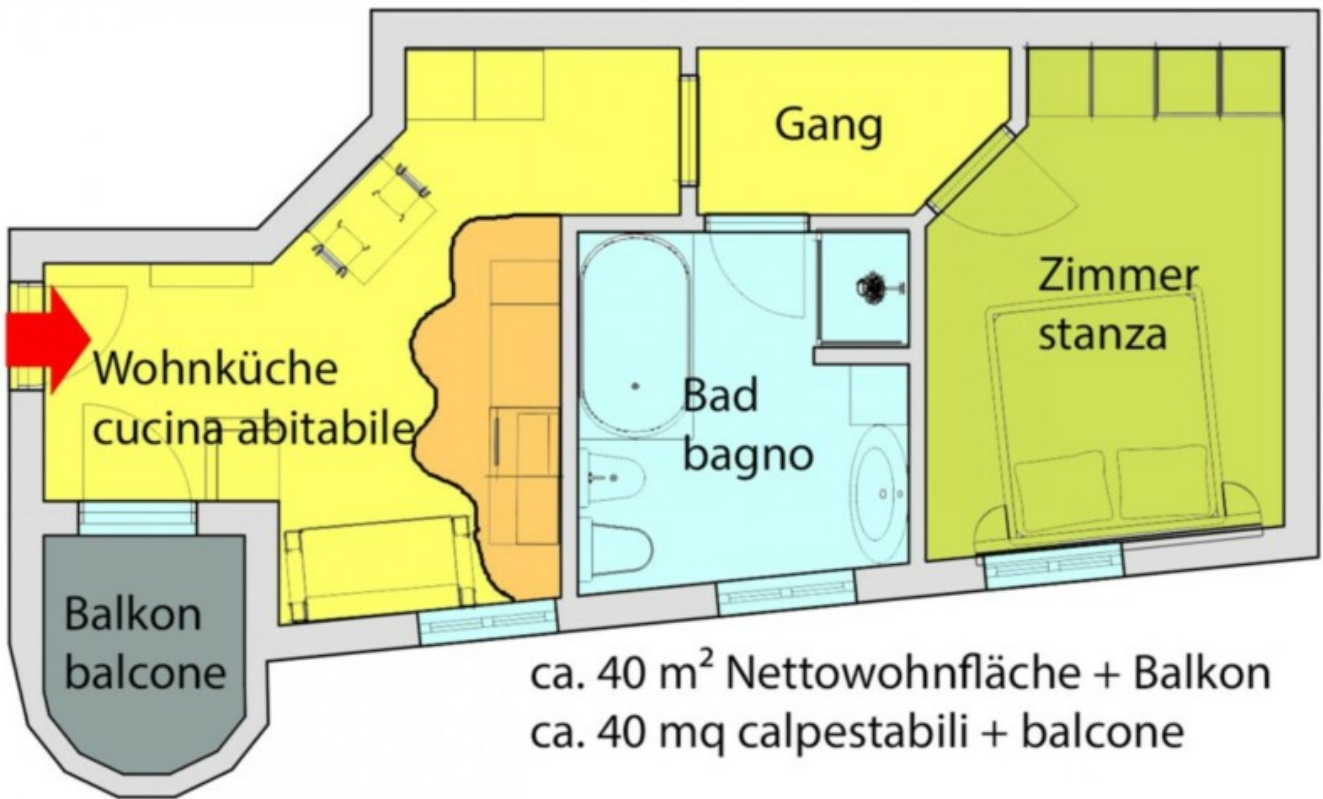 Gang
Zimmer
stanza
Wohnküche
cucina abitabile
Bad
bagno
Balkon
balcone
ca. 40 m² Nettowohnfläche + Balkon
ca. 40 mq calpestabili + balcone